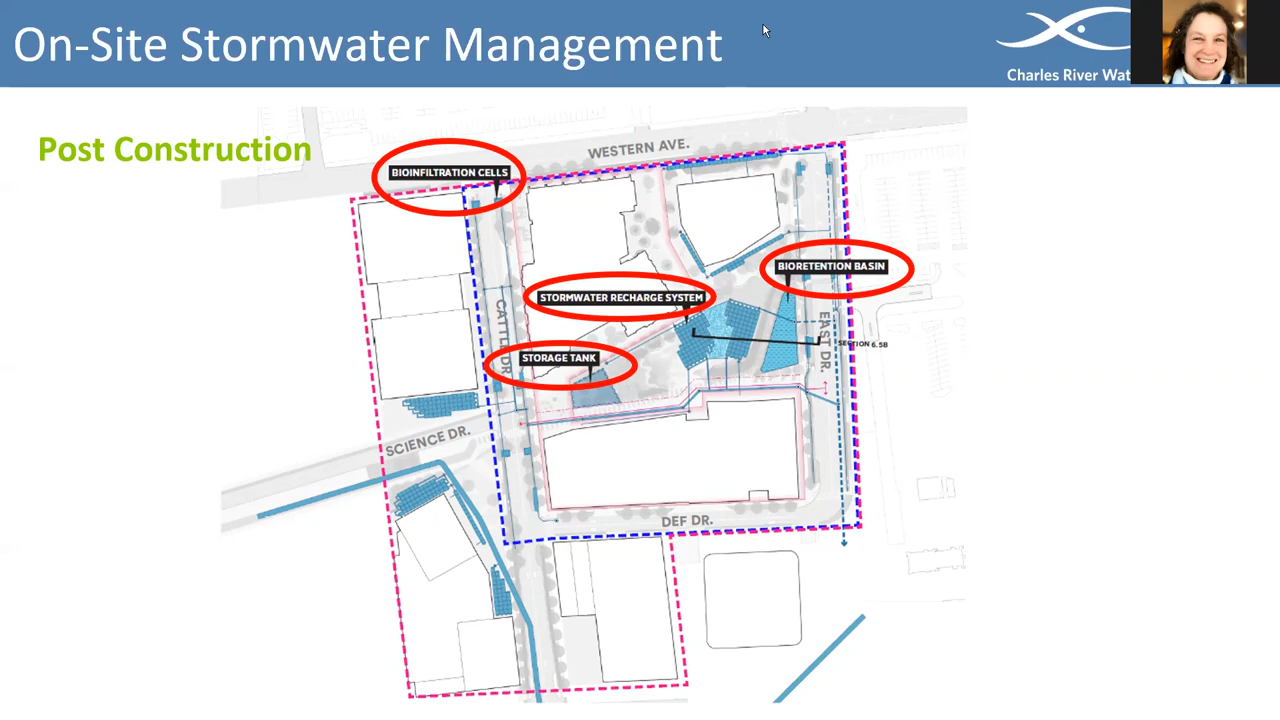 On-Site Stormwater Management
Charles River Wat
Post Construction
WESTERN AVE.
BIOINFILTRATION CELLS
BIORETENTION BASIN
STORMWATER RECHARGE SYSTEM
CATTLE DR.
EAST DR.
SECTION 6.5B
STORAGE TANK
SCIENCE DR.
DEF DR.